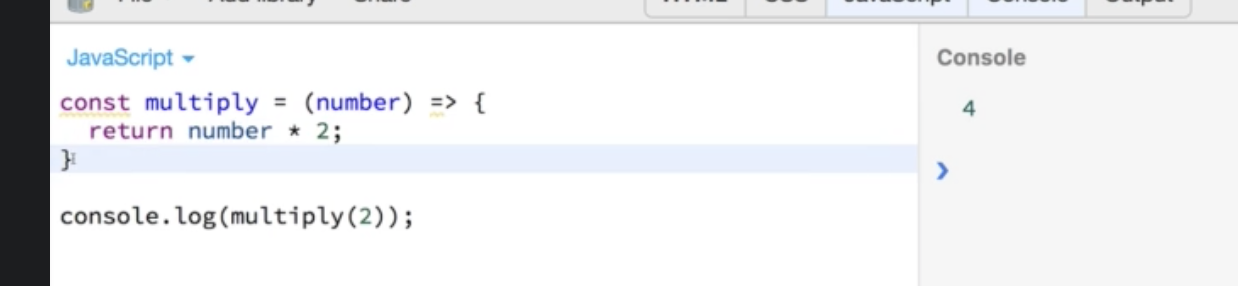 File Add library Share HTML CSS JavaScript Console Output
JavaScript
const multiply = (number) => {
  return number * 2;
}
console.log(multiply(2));
Console
4